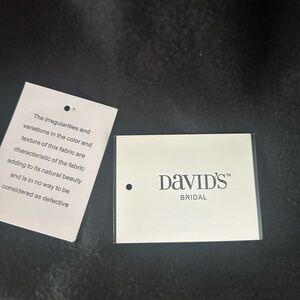 The irregularities and
variations in the color and
texture of this fabric are
characteristic of the fabric
adding to its natural beauty
and is in no way to be
considered as defective
DAVID'S™
BRIDAL